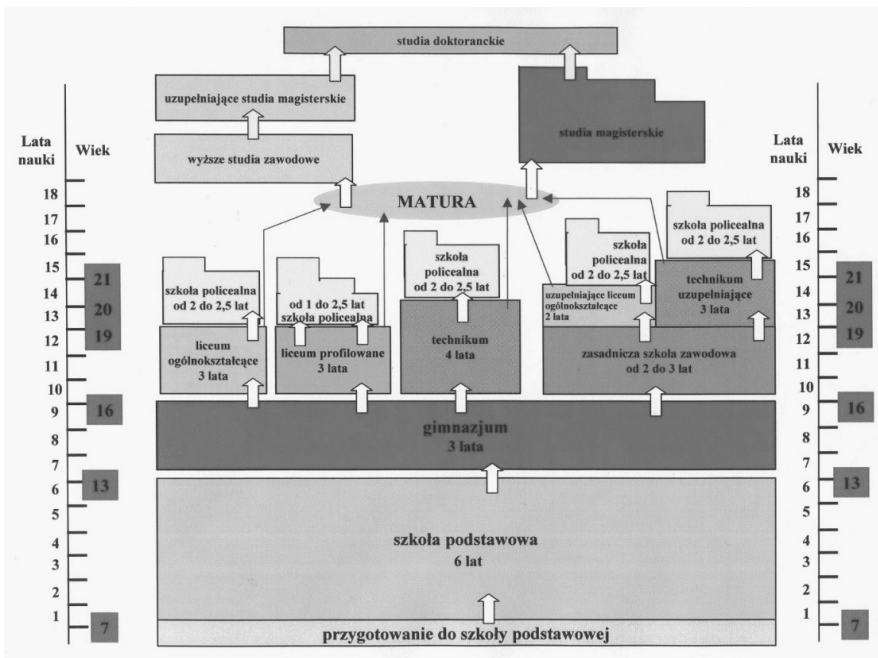 studia doktoranckie
uzupełniające studia magisterskie
studia magisterskie
wyższe studia zawodowe
MATURA
Lata
nauki
Wiek
18
17
16
15
14
13
12
11
10
9
8
7
6
5
4
3
2
1
21
20
19
16
13
7
szkoła policealna
od 2 do 2,5 lat
od 1 do 2,5 lat
szkoła policealna
szkoła
policealna
od 2 do 2,5 lat
szkoła
policealna
od 2 do 2,5 lat
szkoła policealna
od 2 do 2,5 lat
uzupełniające liceum
ogólnokształcące
2 lata
technikum
uzupełniające
3 lata
liceum
ogólnokształcące
3 lata
liceum profilowane
3 lata
technikum
4 lata
zasadnicza szkoła zawodowa
od 2 do 3 lat
gimnazjum
3 lata
szkoła podstawowa
6 lat
przygotowanie do szkoły podstawowej
Lata
nauki
Wiek
18
17
16
15
14
13
12
11
10
9
8
7
6
5
4
3
2
1
21
20
19
16
13
7